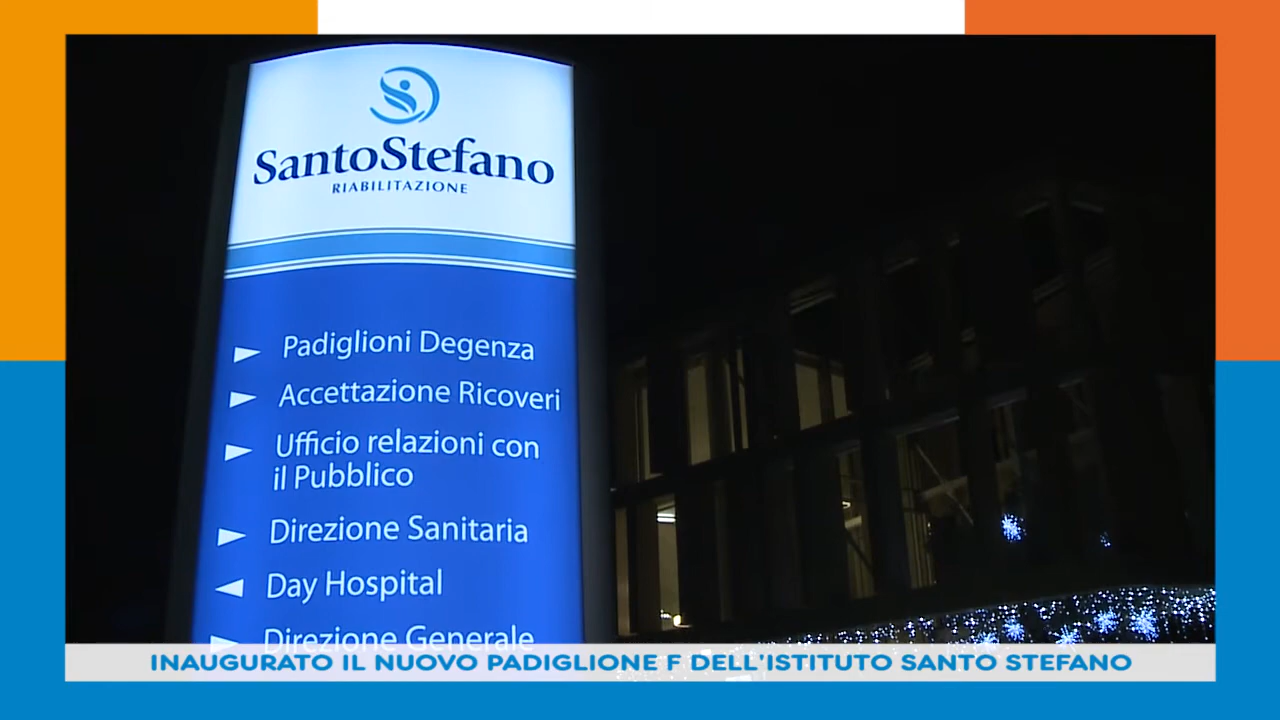 SantoStefano
RIABILITAZIONE
Padiglioni Degenza
Accettazione Ricoveri
Ufficio relazioni con
il Pubblico
Direzione Sanitaria
Day Hospital
Direzione Generale
INAUGURATO IL NUOVO PADIGLIONE F DELL'ISTITUTO SANTO STEFANO